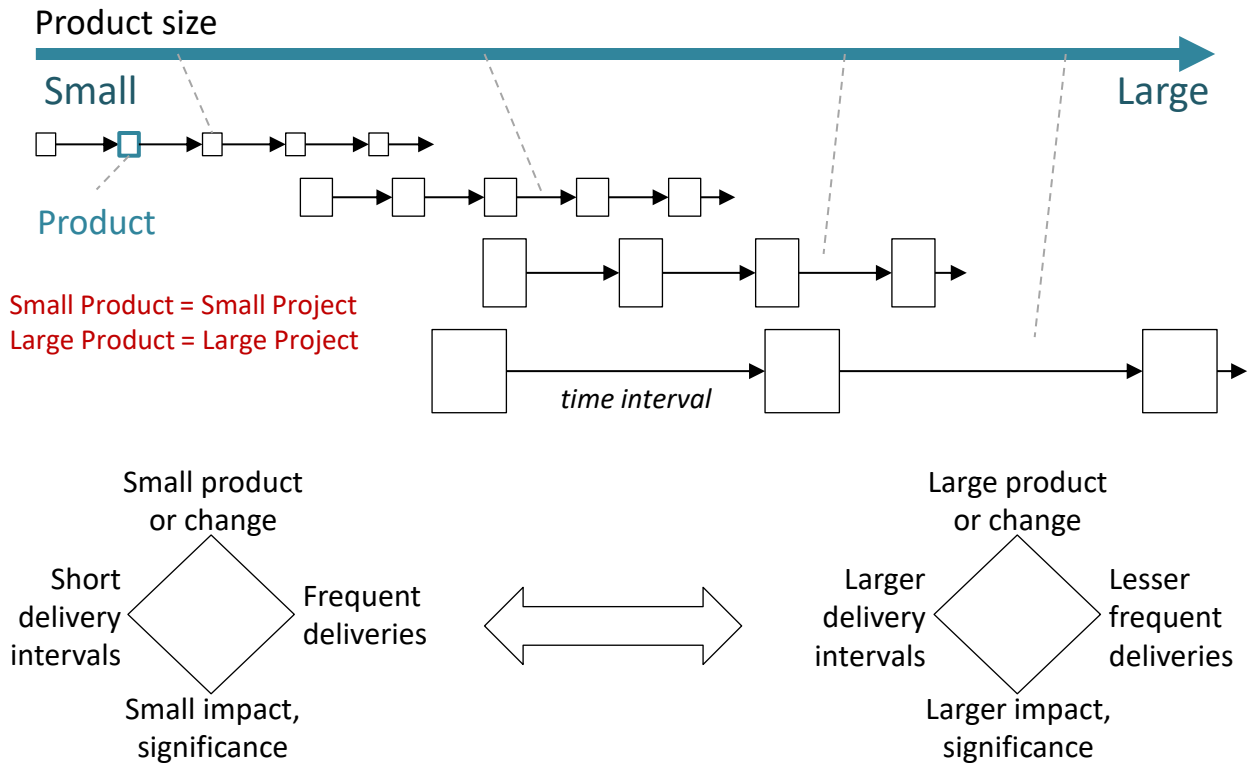 Product size
Small
Large
Product
Small Product = Small Project
Large Product = Large Project
time interval
Small product
or change
Short
delivery
intervals
Frequent
deliveries
Small impact,
significance
Large product
or change
Larger
delivery
intervals
Lesser
frequent
deliveries
Larger impact,
significance